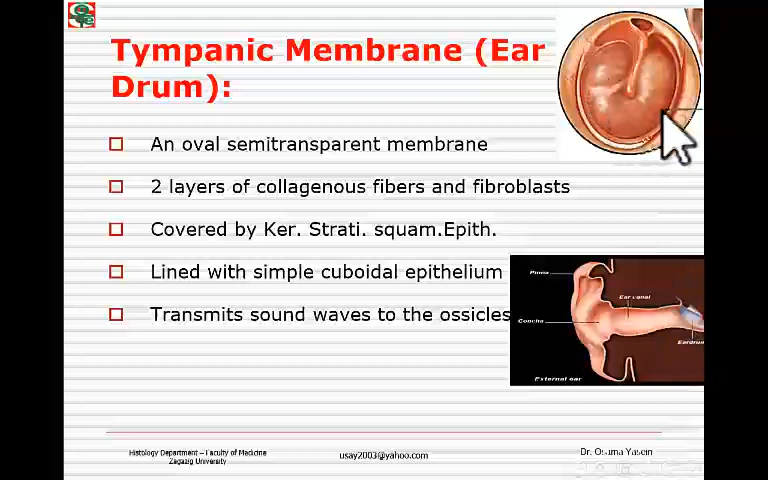 Tympanic Membrane (Ear
Drum):
An oval semitransparent membrane
2 layers of collagenous fibers and fibroblasts
Covered by Ker. Strati. squam.Epith.
Lined with simple cuboidal epithelium
Transmits sound waves to the ossicles
Pinna
Ear canal
Concha
Eardrum
External ear
Histology Department – Faculty of Medicine
Zagazig University
usay2003@yahoo.com
Dr. Osama Yasein